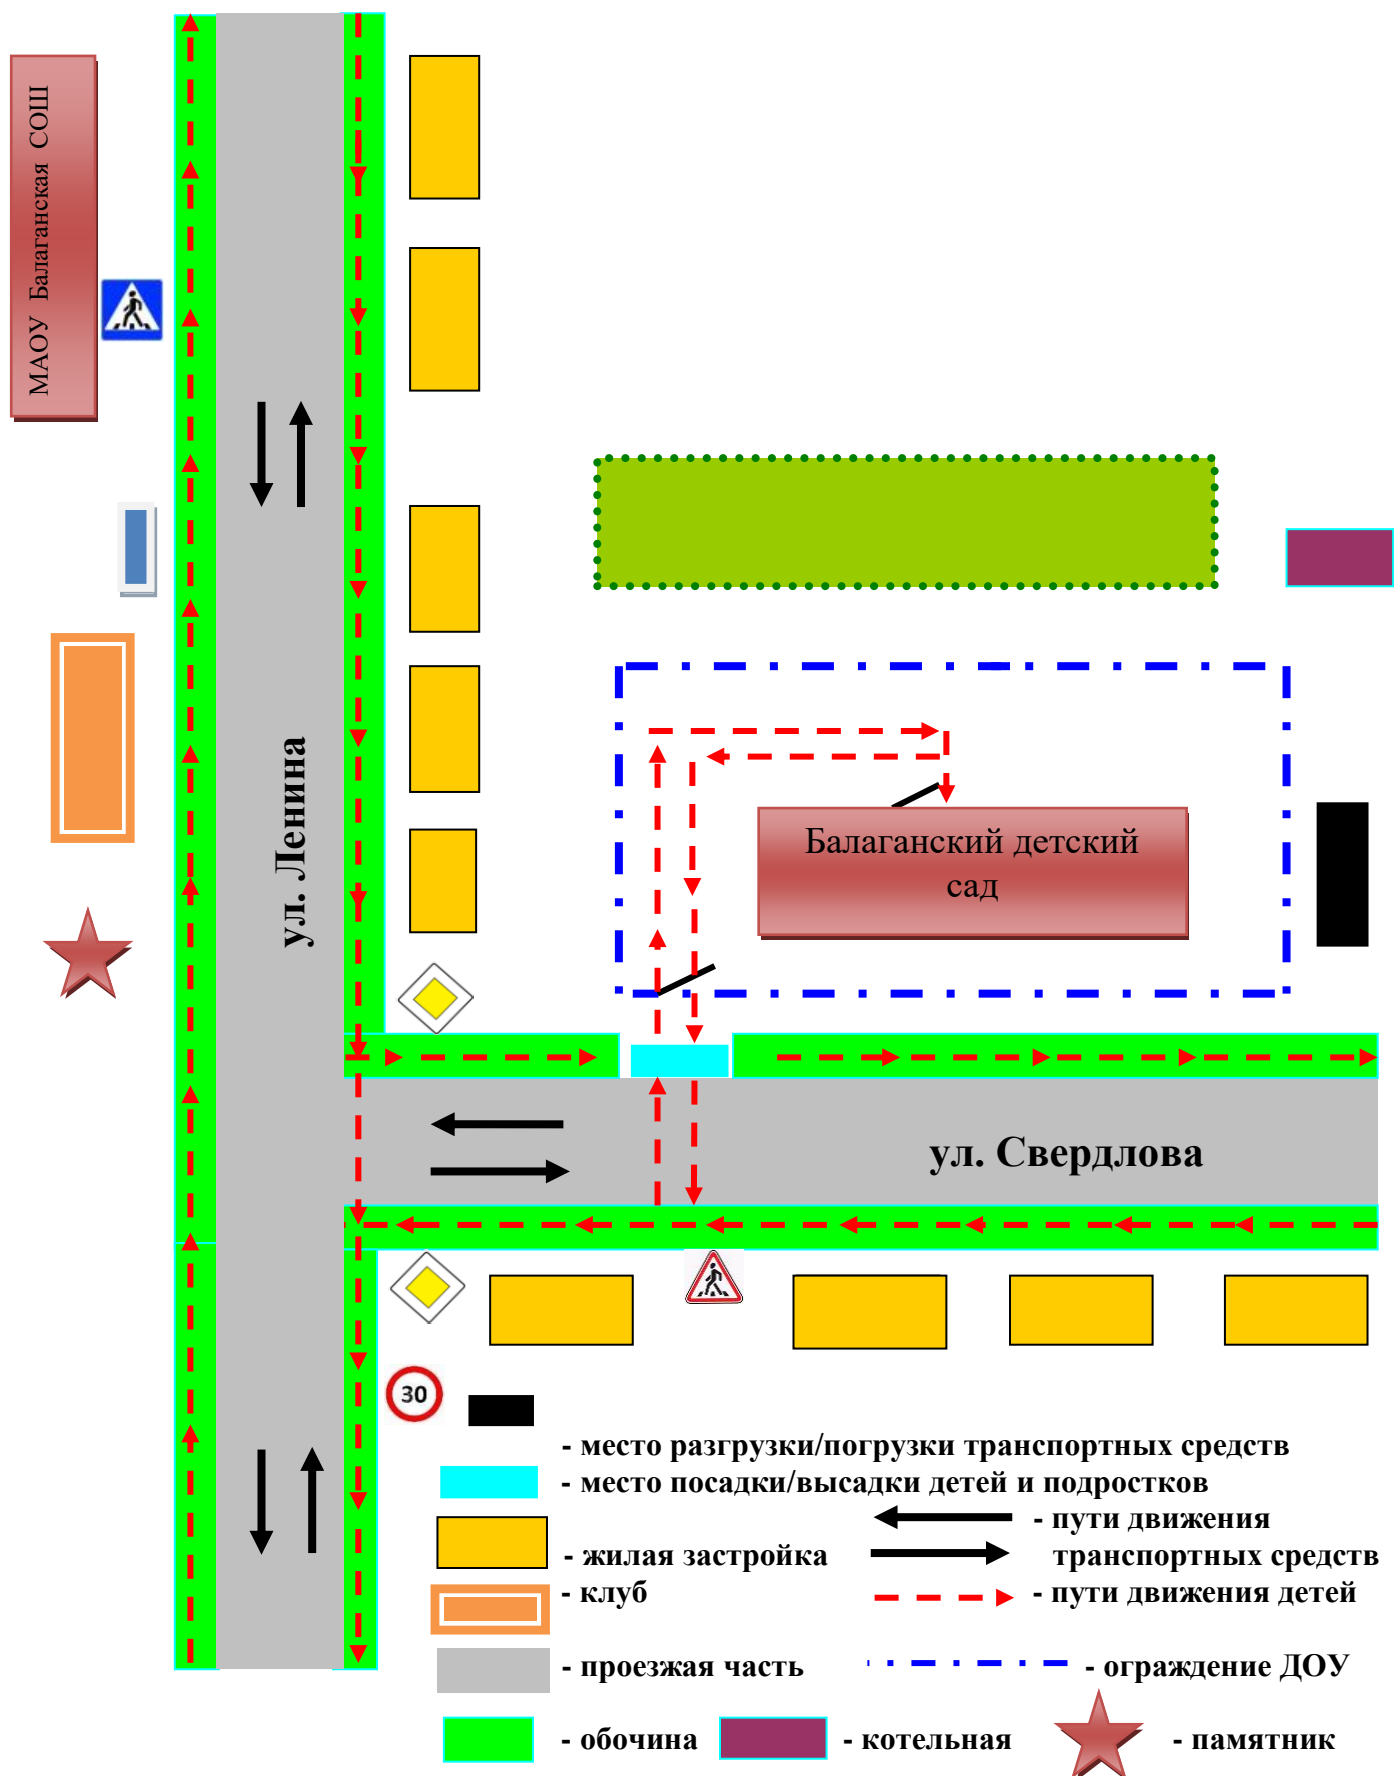 МАОУ Балаганская СОШ
ул. Ленина
Балаганский детский
сад
ул. Свердлова
30
- место разгрузки/погрузки транспортных средств
- место посадки/высадки детей и подростков
- пути движения
- жилая застройка
транспортных средств
- клуб
- пути движения детей
- проезжая часть
- ограждение ДОУ
- обочина
- котельная
- памятник